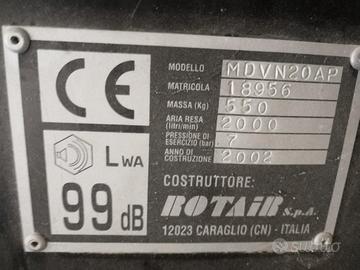 CE
LWA
99 dB
MODELLO MDVN20AP
MATRICOLA 18956
MASSA (Kg) 550
ARIA RESA (litri/min) 2000
PRESSIONE DI ESERCIZIO (bar) 7
ANNO DI COSTRUZIONE 2002
COSTRUTTORE:
ROTAIR S.p.A.
12023 CARAGLIO (CN) - ITALIA
subito